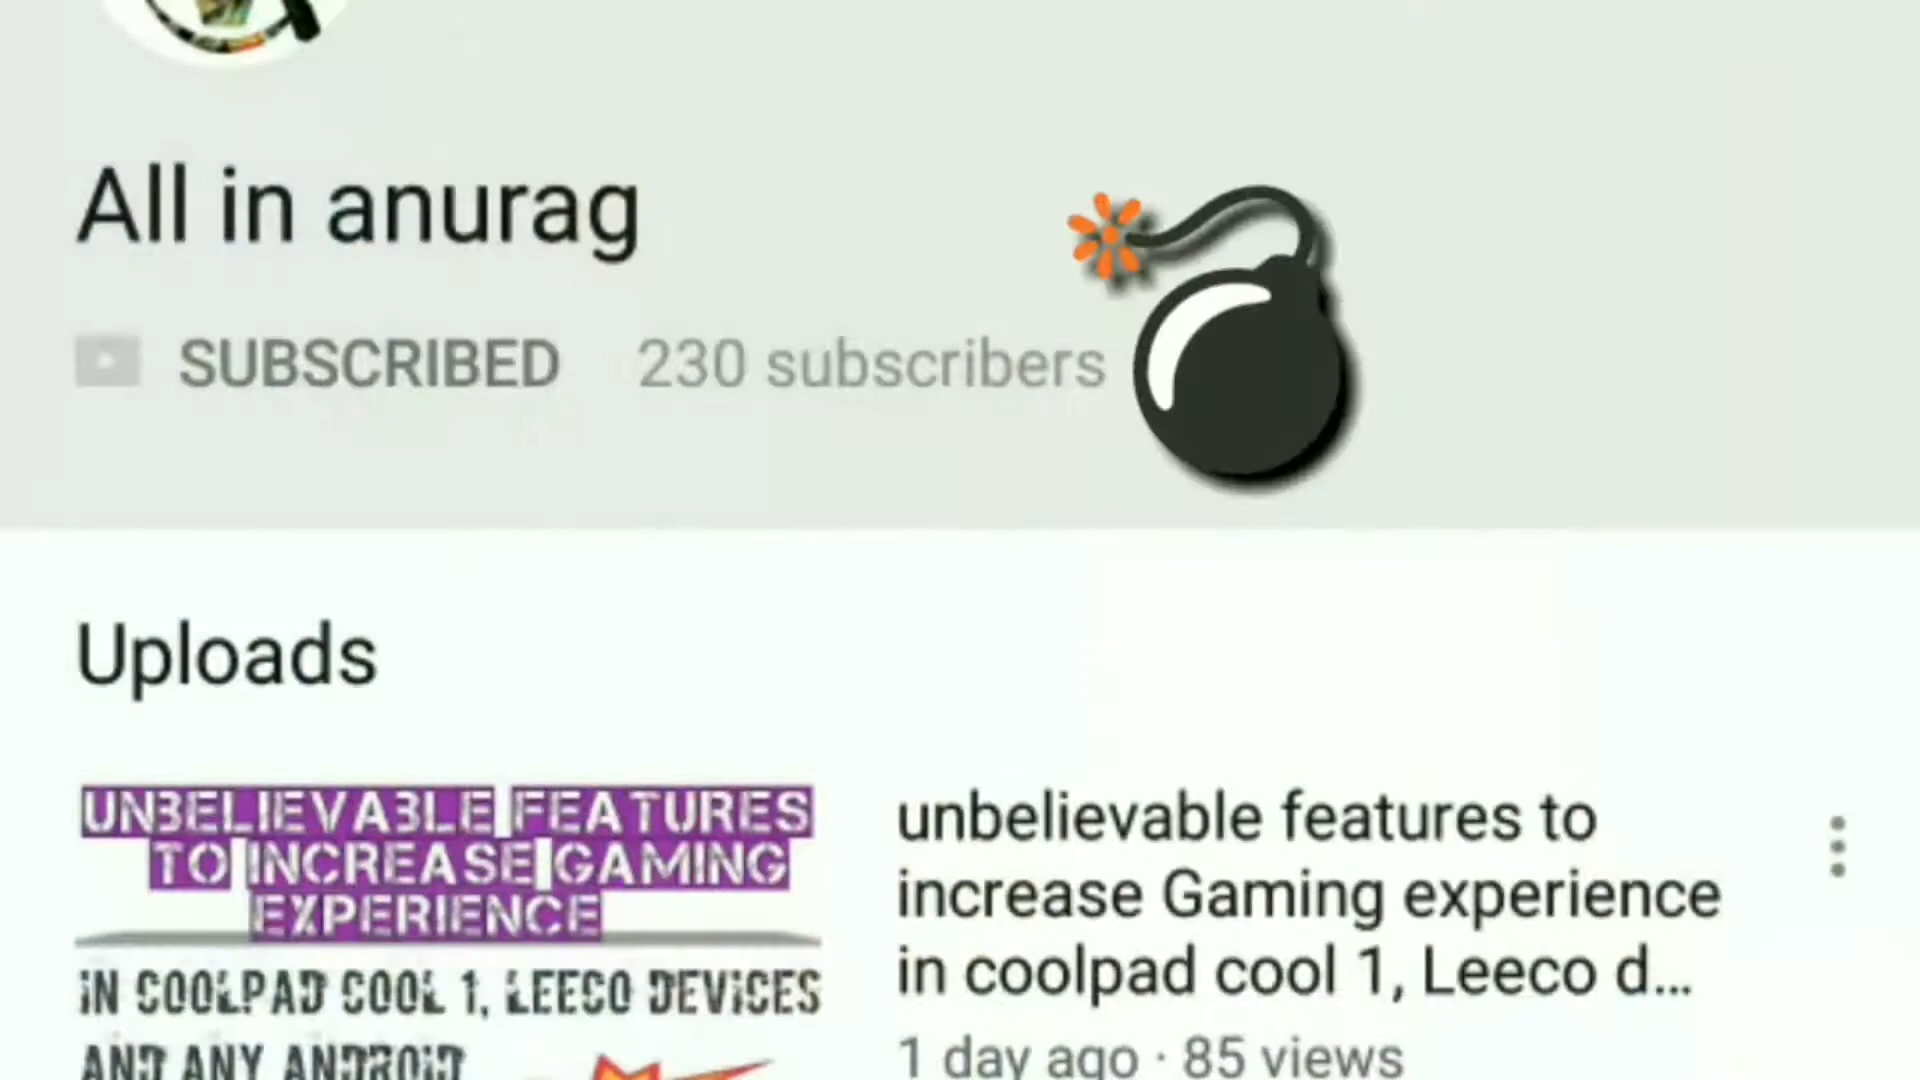 All in anurag
SUBSCRIBED 230 subscribers
Uploads
UNBELIEVABLE FEATURES
TO INCREASE GAMING
EXPERIENCE
IN COOLPAD COOL 1, LEECO DEVICES
AND ANY ANDROID
unbelievable features to
increase Gaming experience
in coolpad cool 1, Leeco d...
1 day ago · 85 views